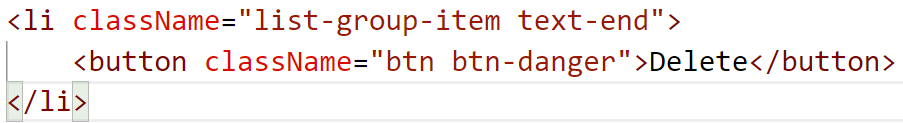 <li className="list-group-item text-end">
    <button className="btn btn-danger">Delete</button>
</li>